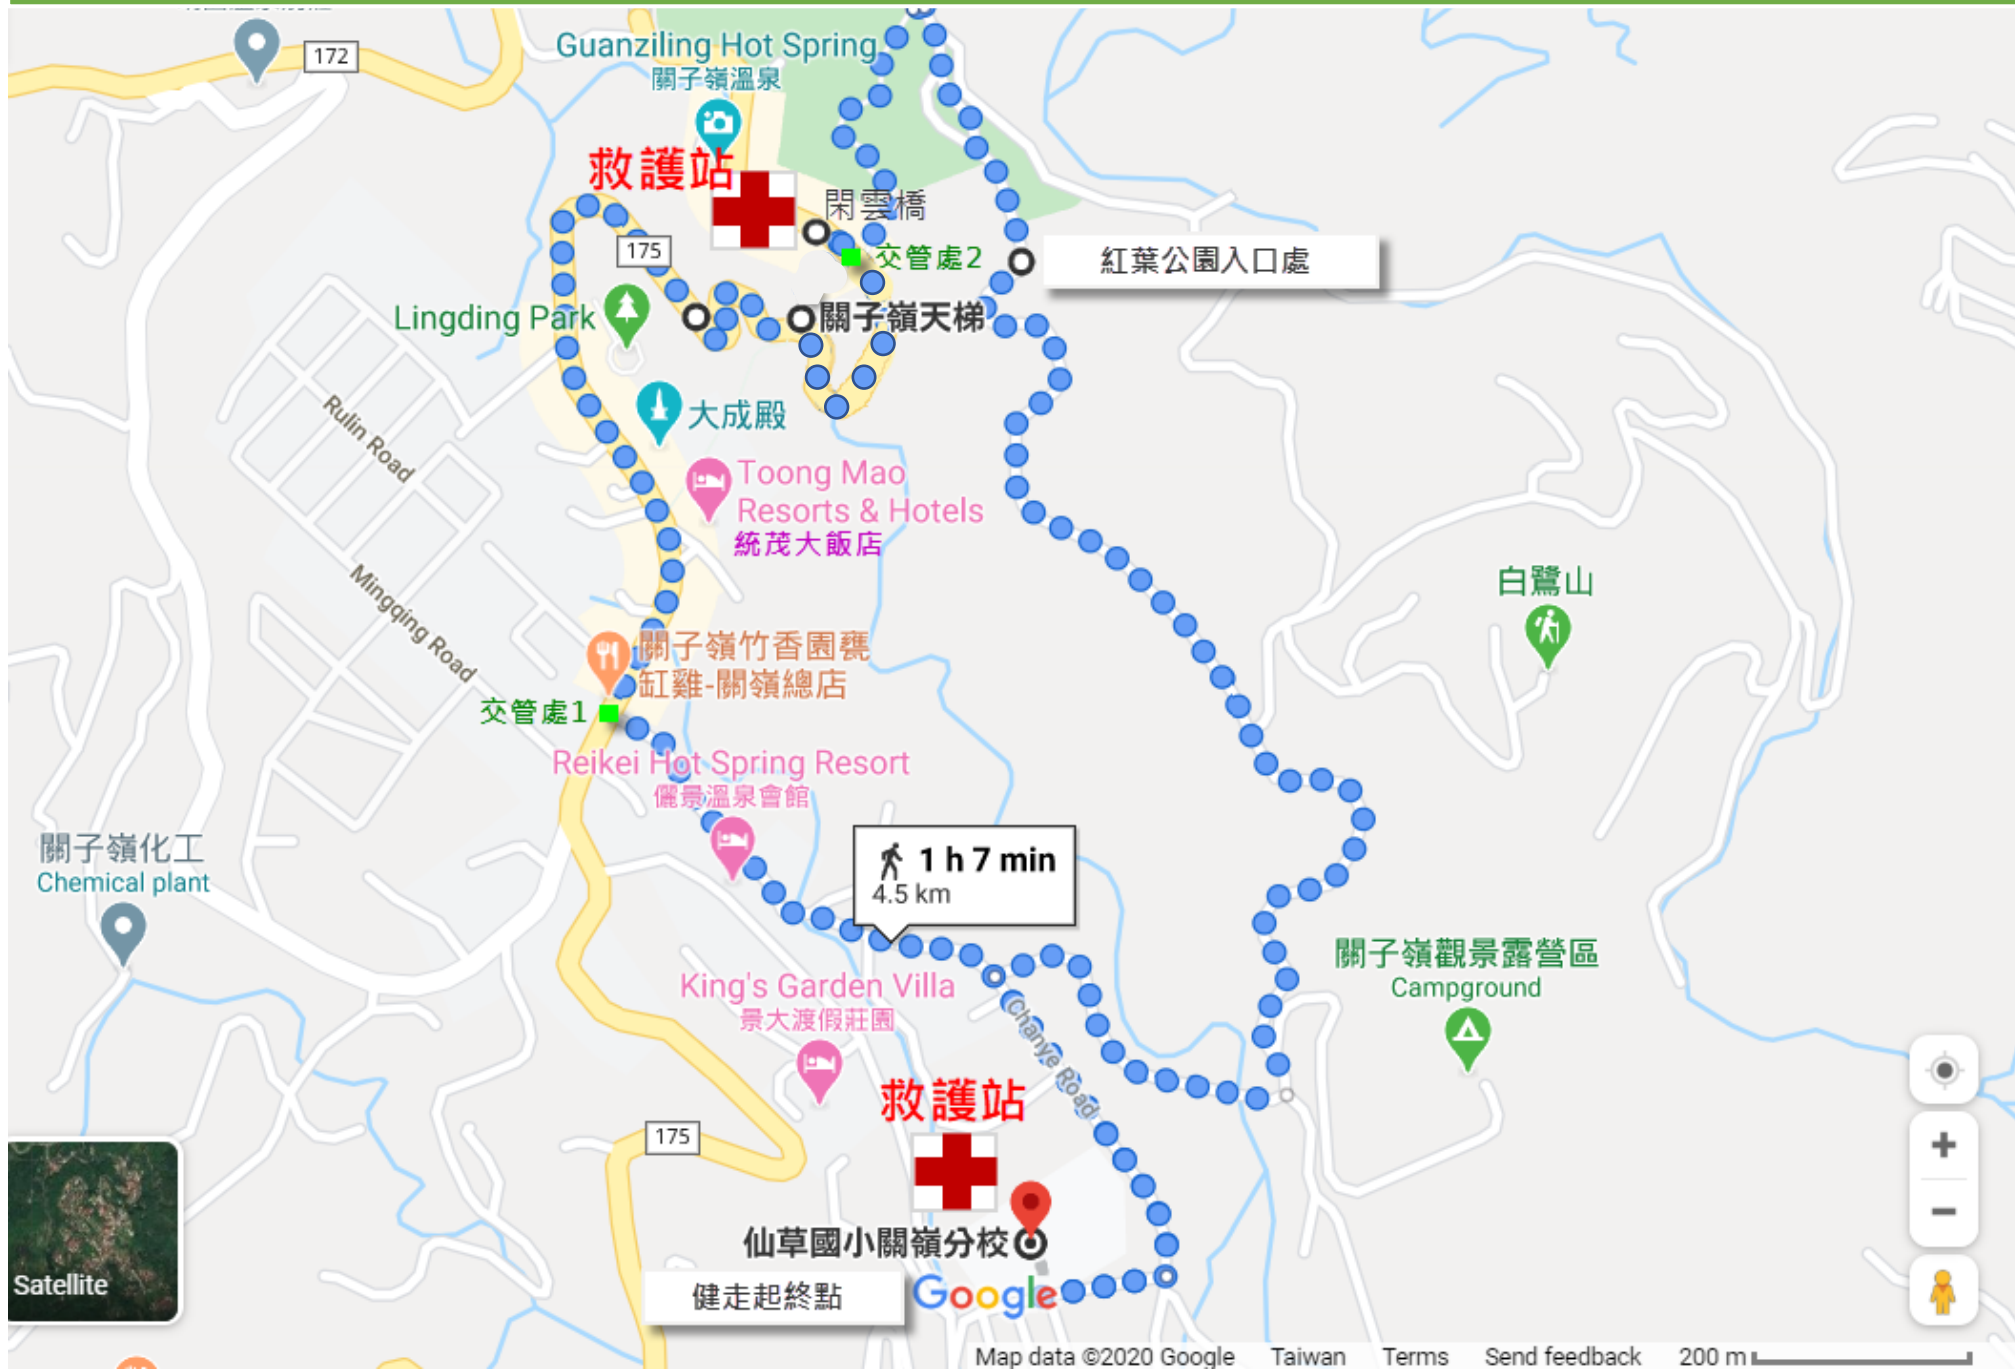 172
Guanziling Hot Spring
關子嶺溫泉
救護站
閑雲橋
175
交管處2
紅葉公園入口處
Lingding Park
關子嶺天梯
大成殿
Rulin Road
Toong Mao
Resorts & Hotels
統茂大飯店
Mingqing Road
白鷺山
關子嶺竹香園甕
缸雞-關嶺總店
交管處1
Reikei Hot Spring Resort
儷景溫泉會館
關子嶺化工
Chemical plant
1 h 7 min
4.5 km
關子嶺觀景露營區
Campground
King's Garden Villa
景大渡假莊園
Chanye Road
救護站
175
仙草國小關嶺分校
健走起終點
Google
Satellite
Map data ©2020 Google Taiwan Terms Send feedback 200 m